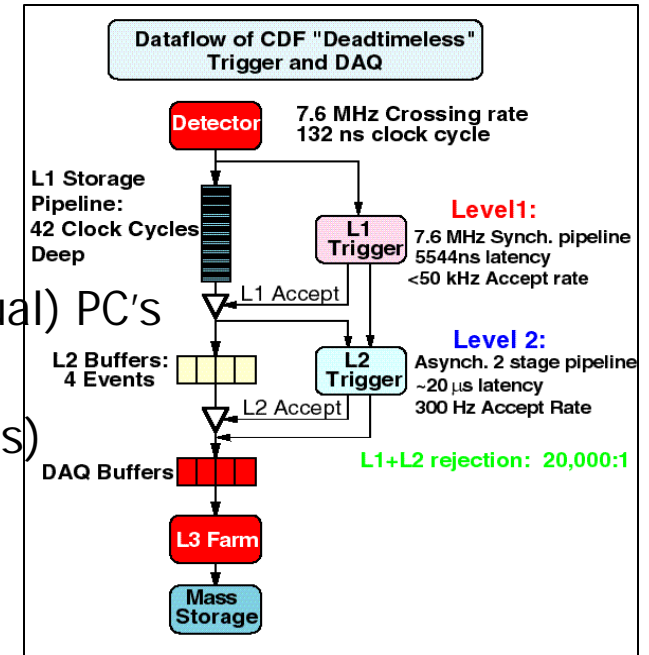 Dataflow of CDF "Deadtimeless"
Trigger and DAQ
Detector
7.6 MHz Crossing rate
132 ns clock cycle
L1 Storage
Pipeline:
42 Clock Cycles
Deep
L1
Trigger
Level1:
7.6 MHz Synch. pipeline
5544ns latency
<50 kHz Accept rate
L1 Accept
PC's
L2 Buffers:
4 Events
L2
Trigger
Level 2:
Asynch. 2 stage pipeline
~20 μs latency
300 Hz Accept Rate
L2 Accept
DAQ Buffers
L1+L2 rejection: 20,000:1
L3 Farm
Mass
Storage